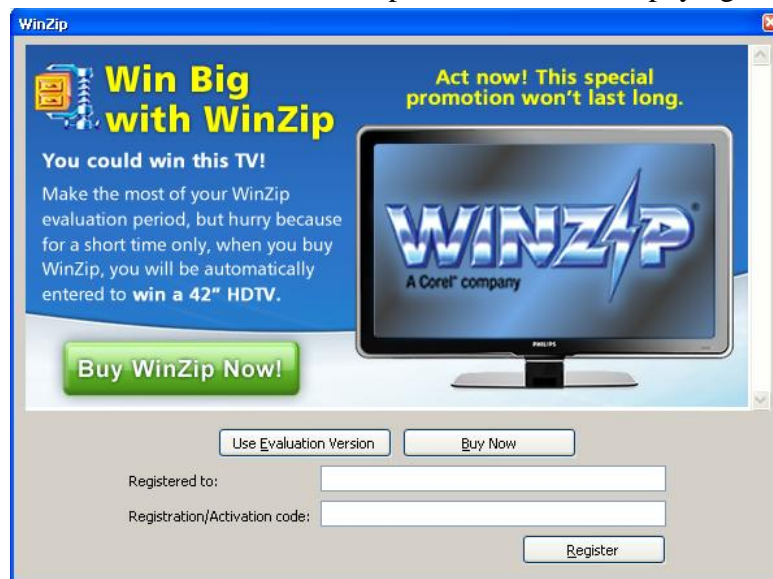 WinZip
Win Big
with WinZip
You could win this TV!
Make the most of your WinZip
evaluation period, but hurry because
for a short time only, when you buy
WinZip, you will be automatically
entered to win a 42" HDTV.
Buy WinZip Now!
Act now! This special
promotion won't last long.
WINZIP®
A Corel® company
PHILIPS
Use Evaluation Version
Buy Now
Registered to:
Registration/Activation code:
Register